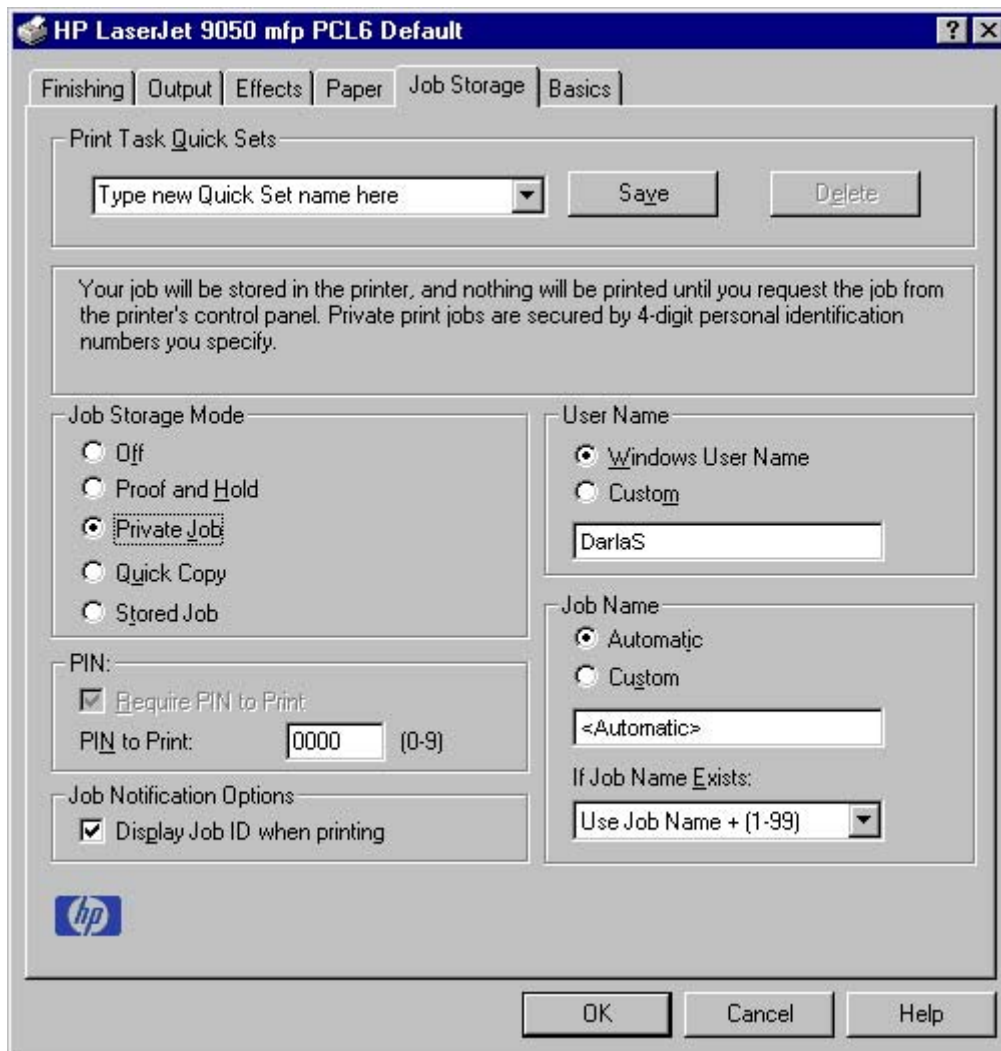 HP LaserJet 9050 mfp PCL6 Default
Finishing Output Effects Paper Job Storage Basics
Print Task Quick Sets
Type new Quick Set name here Save Delete
Your job will be stored in the printer, and nothing will be printed until you request the job from
the printer's control panel. Private print jobs are secured by 4-digit personal identification
numbers you specify.
Job Storage Mode
Off
Proof and Hold
Private Job
Quick Copy
Stored Job
User Name
Windows User Name
Custom
DarlaS
PIN:
Require PIN to Print
PIN to Print: 0000 (0-9)
Job Notification Options
Display Job ID when printing
Job Name
Automatic
Custom
<Automatic>
If Job Name Exists:
Use Job Name + (1-99)
hp
OK Cancel Help